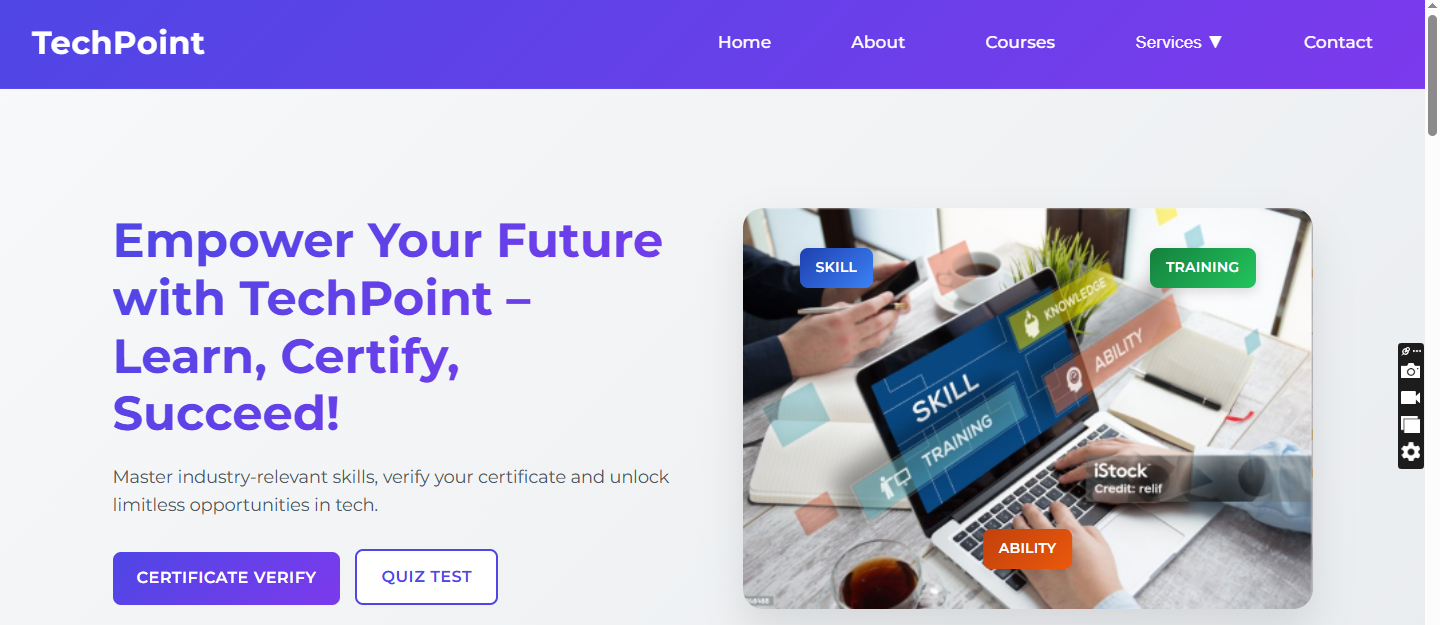 TechPoint
Home
About
Courses
Services ▼
Contact
Empower Your Future
with TechPoint –
Learn, Certify,
Succeed!
Master industry-relevant skills, verify your certificate and unlock
limitless opportunities in tech.
CERTIFICATE VERIFY
QUIZ TEST
SKILL
TRAINING
KNOWLEDGE
ABILITY
SKILL
TRAINING
iStock
Credit: relif
ABILITY